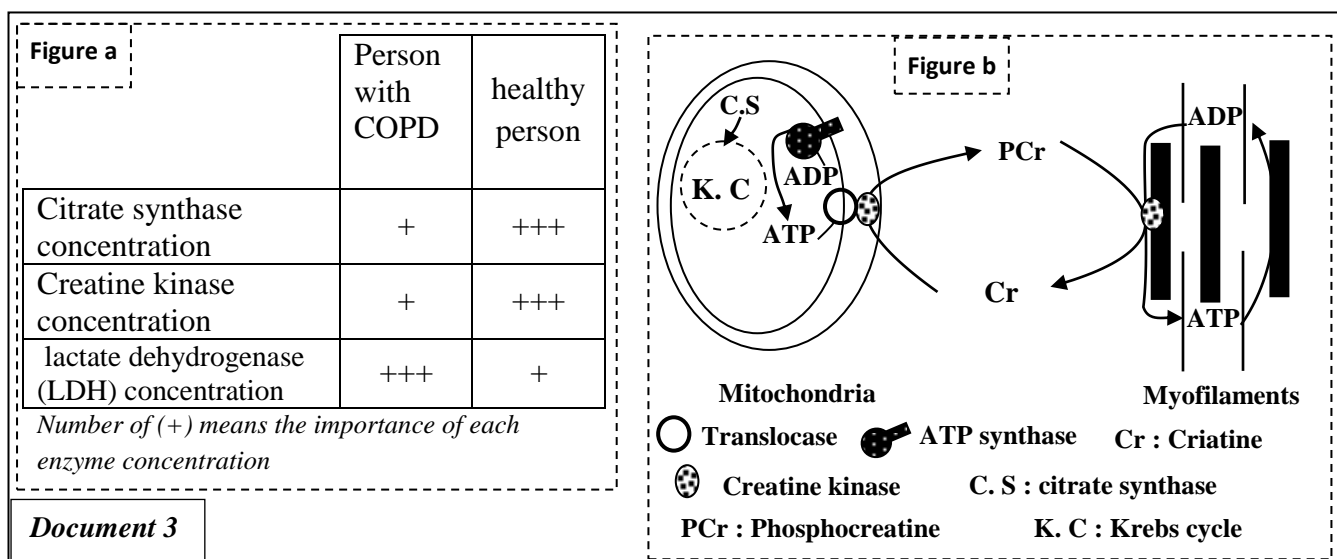 Figure a
Person
with
COPD
healthy
person
Citrate synthase
concentration
+
+++
Creatine kinase
concentration
+
+++
lactate dehydrogenase
(LDH) concentration
+++
+
Number of (+) means the importance of each
enzyme concentration
Document 3
Figure b
C.S
K. C
ADP
ATP
PCr
Cr
ADP
ATP
Mitochondria
Myofilaments
Translocase
ATP synthase
Cr : Criatine
Creatine kinase
C. S : citrate synthase
PCr : Phosphocreatine
K. C : Krebs cycle